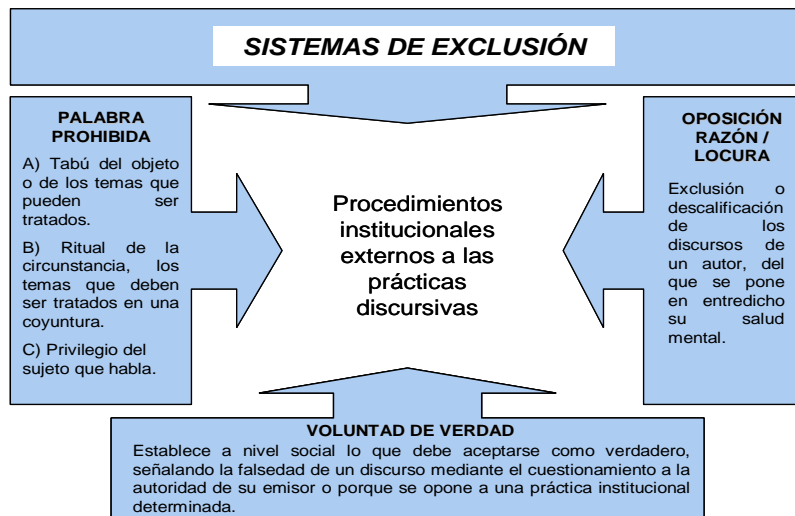 SISTEMAS DE EXCLUSIÓN
PALABRA
PROHIBIDA
A) Tabú del objeto
o de los temas que
pueden ser
tratados.
B) Ritual de la
circunstancia, los
temas que deben
ser tratados en una
coyuntura.
C) Privilegio del
sujeto que habla.
Procedimientos
institucionales
externos a las
prácticas
discursivas
OPOSICIÓN
RAZÓN /
LOCURA
Exclusión o
descalificación
de los
discursos de
un autor, del
que se pone
en entredicho
su salud
mental.
VOLUNTAD DE VERDAD
Establece a nivel social lo que debe aceptarse como verdadero,
señalando la falsedad de un discurso mediante el cuestionamiento a la
autoridad de su emisor o porque se opone a una práctica institucional
determinada.